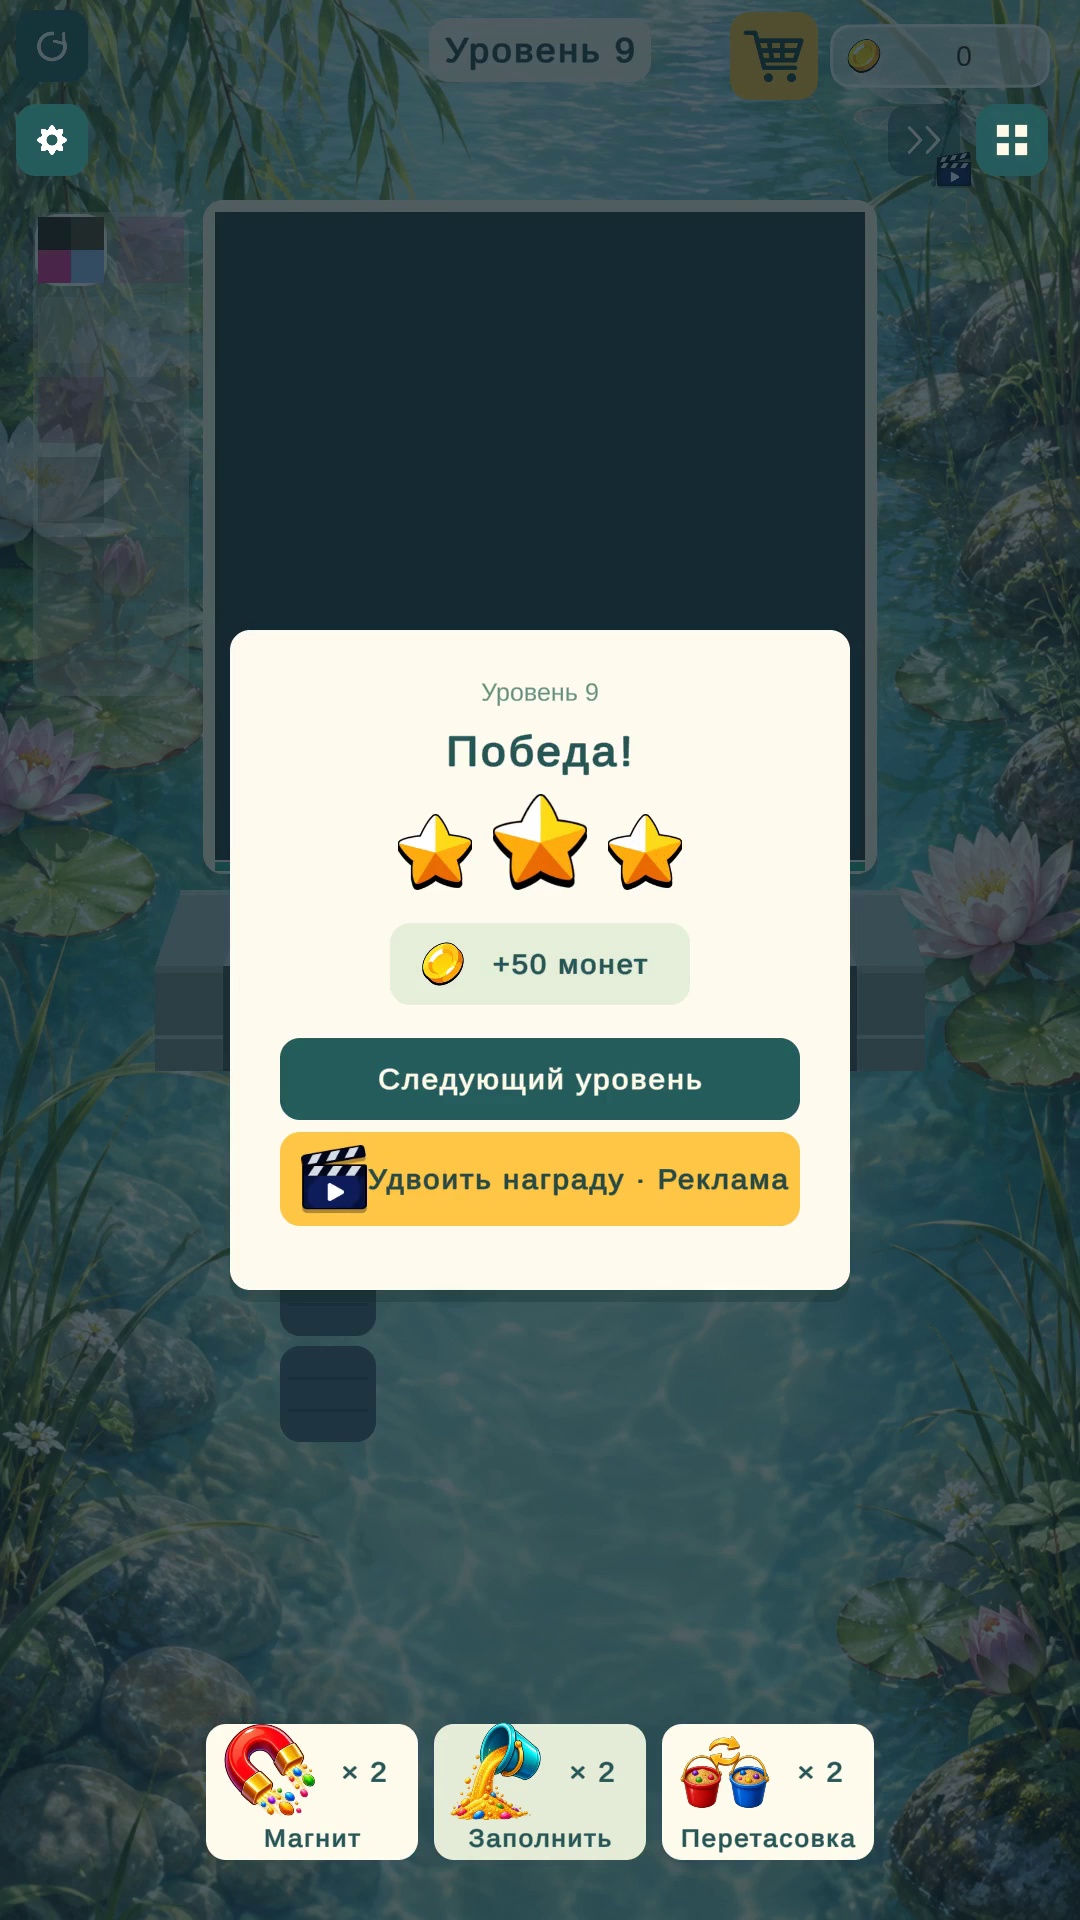 Уровень 9
0
Уровень 9
Победа!
+50 монет
Следующий уровень
Удвоить награду · Реклама
× 2
× 2
× 2
Магнит
Заполнить
Перетасовка